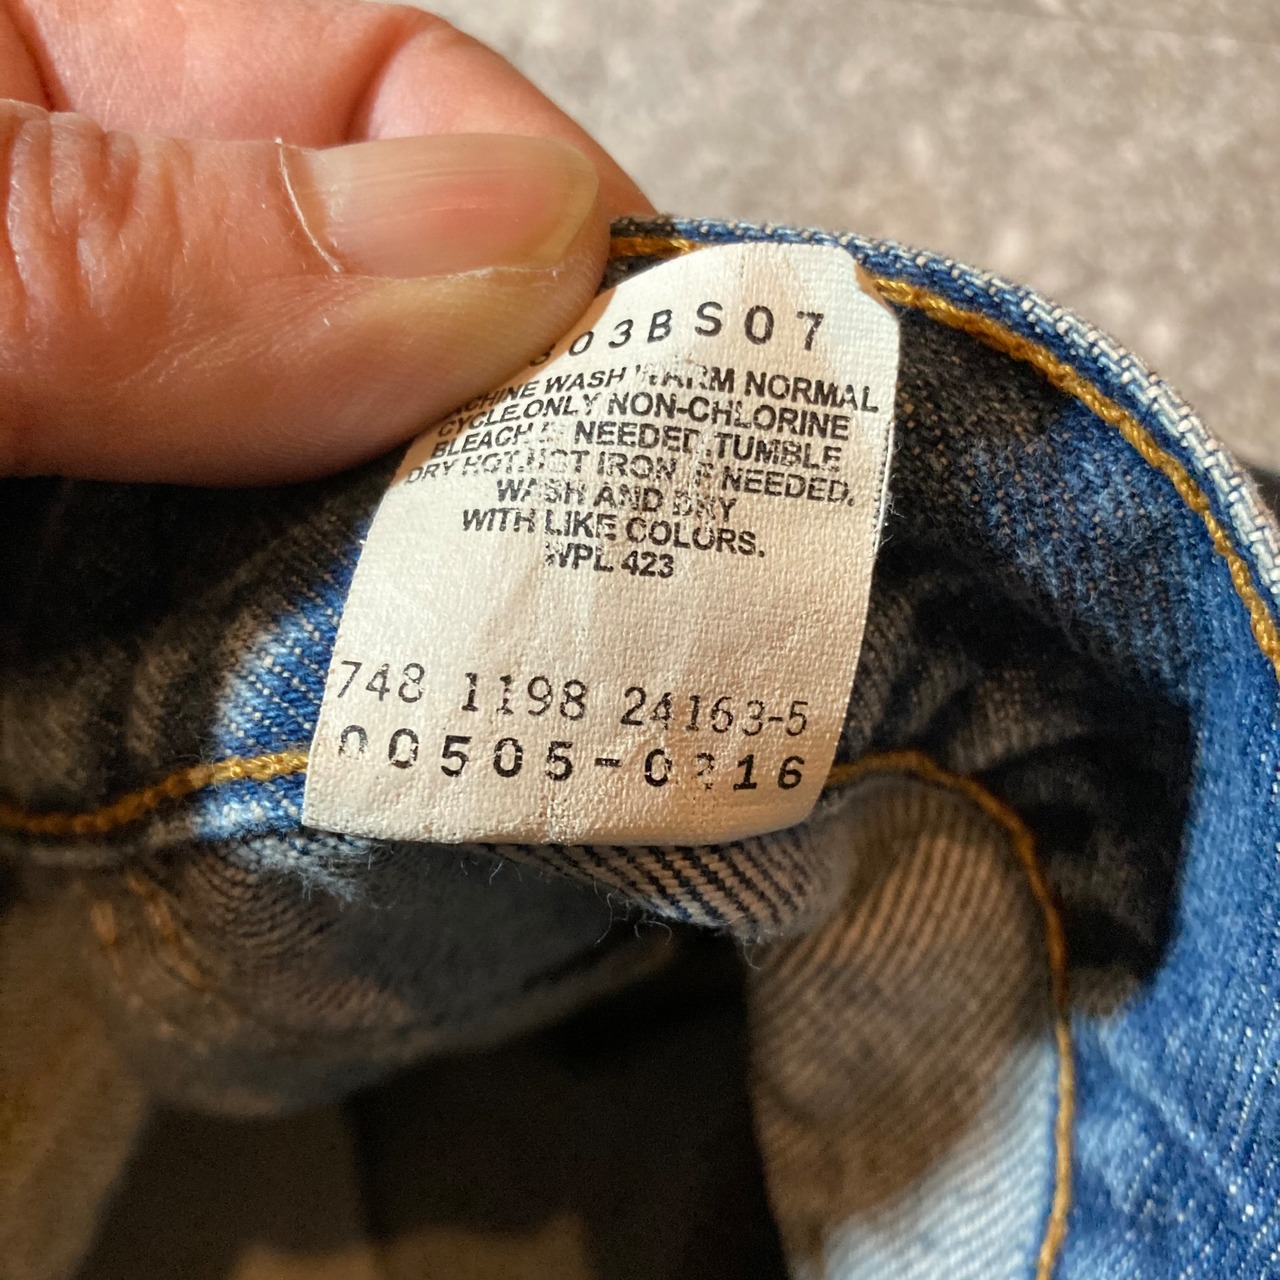 03BS07
MACHINE WASH WARM NORMAL
CYCLE.ONLY NON-CHLORINE
BLEACH IF NEEDED.TUMBLE
DRY HOT.HOT IRON IF NEEDED.
WASH AND DRY
WITH LIKE COLORS.
WPL 423
748 1198 24163-5
00505-0216